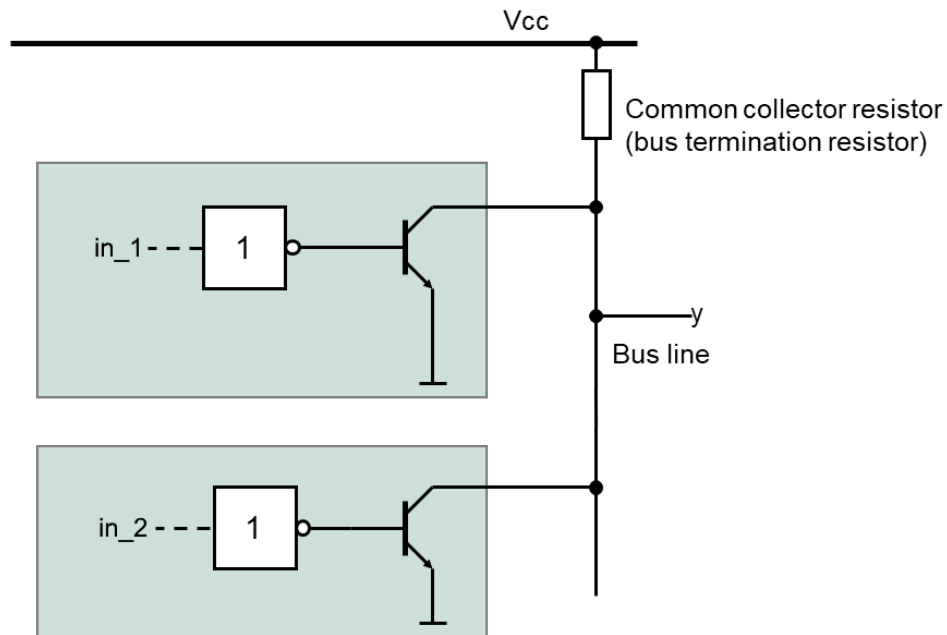 Vcc
Common collector resistor
(bus termination resistor)
in_1
1
y
Bus line
in_2
1